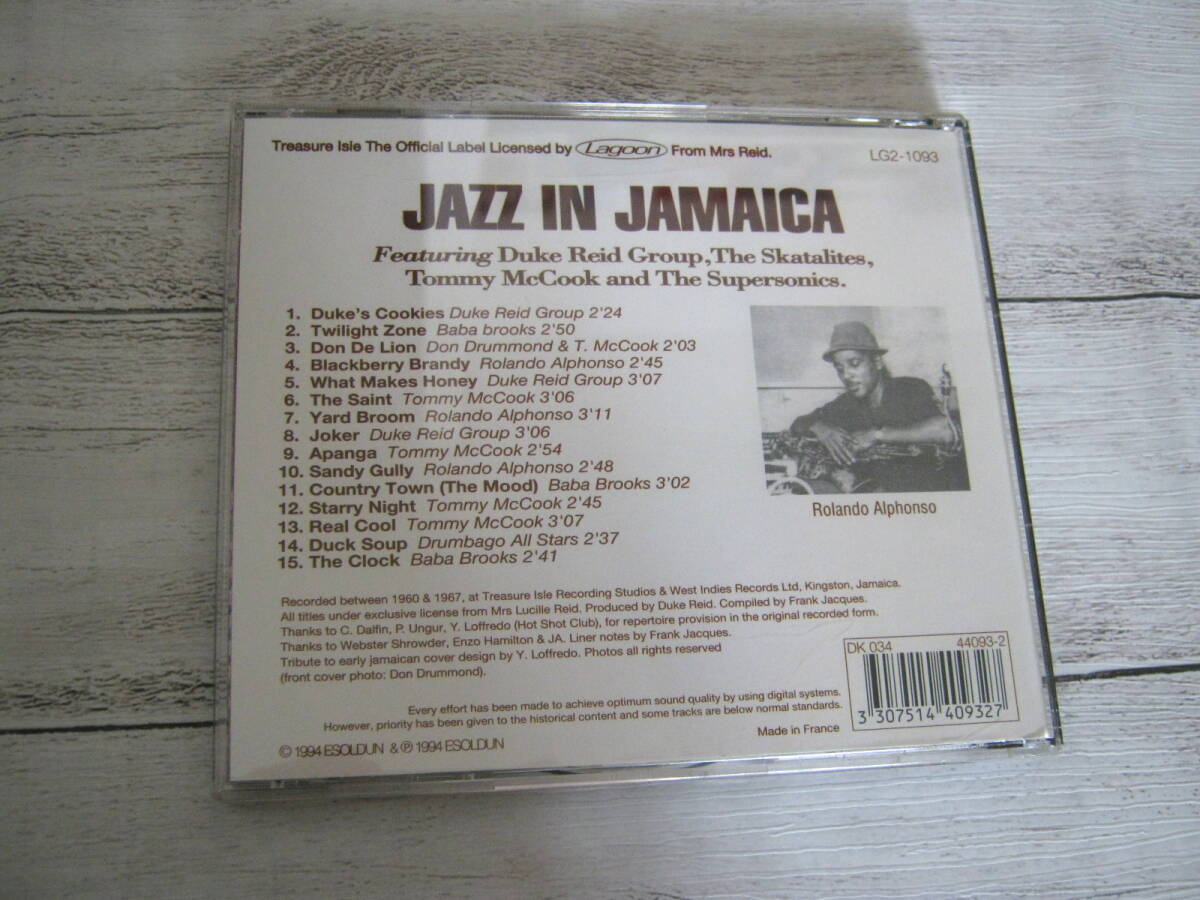 Treasure Isle The Official Label Licensed by Lagoon From Mrs Reid.
LG2-1093
JAZZ IN JAMAICA
Featuring Duke Reid Group, The Skatalites,
Tommy McCook and The Supersonics.
1. Duke's Cookies Duke Reid Group 2'24
2. Twilight Zone Baba brooks 2'50
3. Don De Lion Don Drummond & T. McCook 2'03
4. Blackberry Brandy Rolando Alphonso 2'45
5. What Makes Honey Duke Reid Group 3'07
6. The Saint Tommy McCook 3'06
7. Yard Broom Rolando Alphonso 3'11
8. Joker Duke Reid Group 3'06
9. Apanga Tommy McCook 2'54
10. Sandy Gully Rolando Alphonso 2'48
11. Country Town (The Mood) Baba Brooks 3'02
12. Starry Night Tommy McCook 2'45
13. Real Cool Tommy McCook 3'07
14. Duck Soup Drumbago All Stars 2'37
15. The Clock Baba Brooks 2'41
Rolando Alphonso
Recorded between 1960 & 1967, at Treasure Isle Recording Studios & West Indies Records Ltd, Kingston, Jamaica.
All titles under exclusive license from Mrs Lucille Reid. Produced by Duke Reid. Compiled by Frank Jacques.
Thanks to C. Dalfin, P. Ungur, Y. Loffredo (Hot Shot Club), for repertoire provision in the original recorded form.
Thanks to Webster Shrowder, Enzo Hamilton & JA. Liner notes by Frank Jacques.
Tribute to early jamaican cover design by Y. Loffredo. Photos all rights reserved
(front cover photo: Don Drummond).
DK 034 44093-2
3 307514 409327
Every effort has been made to achieve optimum sound quality by using digital systems.
However, priority has been given to the historical content and some tracks are below normal standards.
Made in France
© 1994 ESOLDUN & ℗ 1994 ESOLDUN